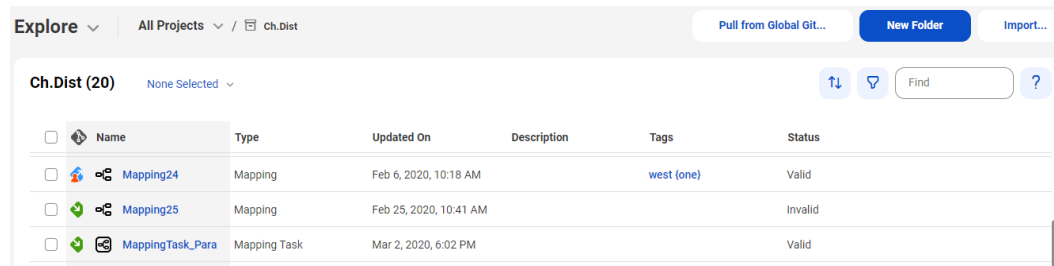 Explore All Projects / Ch.Dist Pull from Global Git... New Folder Import...
Ch.Dist (20) None Selected Find ?
Name Type Updated On Description Tags Status
Mapping24 Mapping Feb 6, 2020, 10:18 AM west {one} Valid
Mapping25 Mapping Feb 25, 2020, 10:41 AM Invalid
MappingTask_Para Mapping Task Mar 2, 2020, 6:02 PM Valid